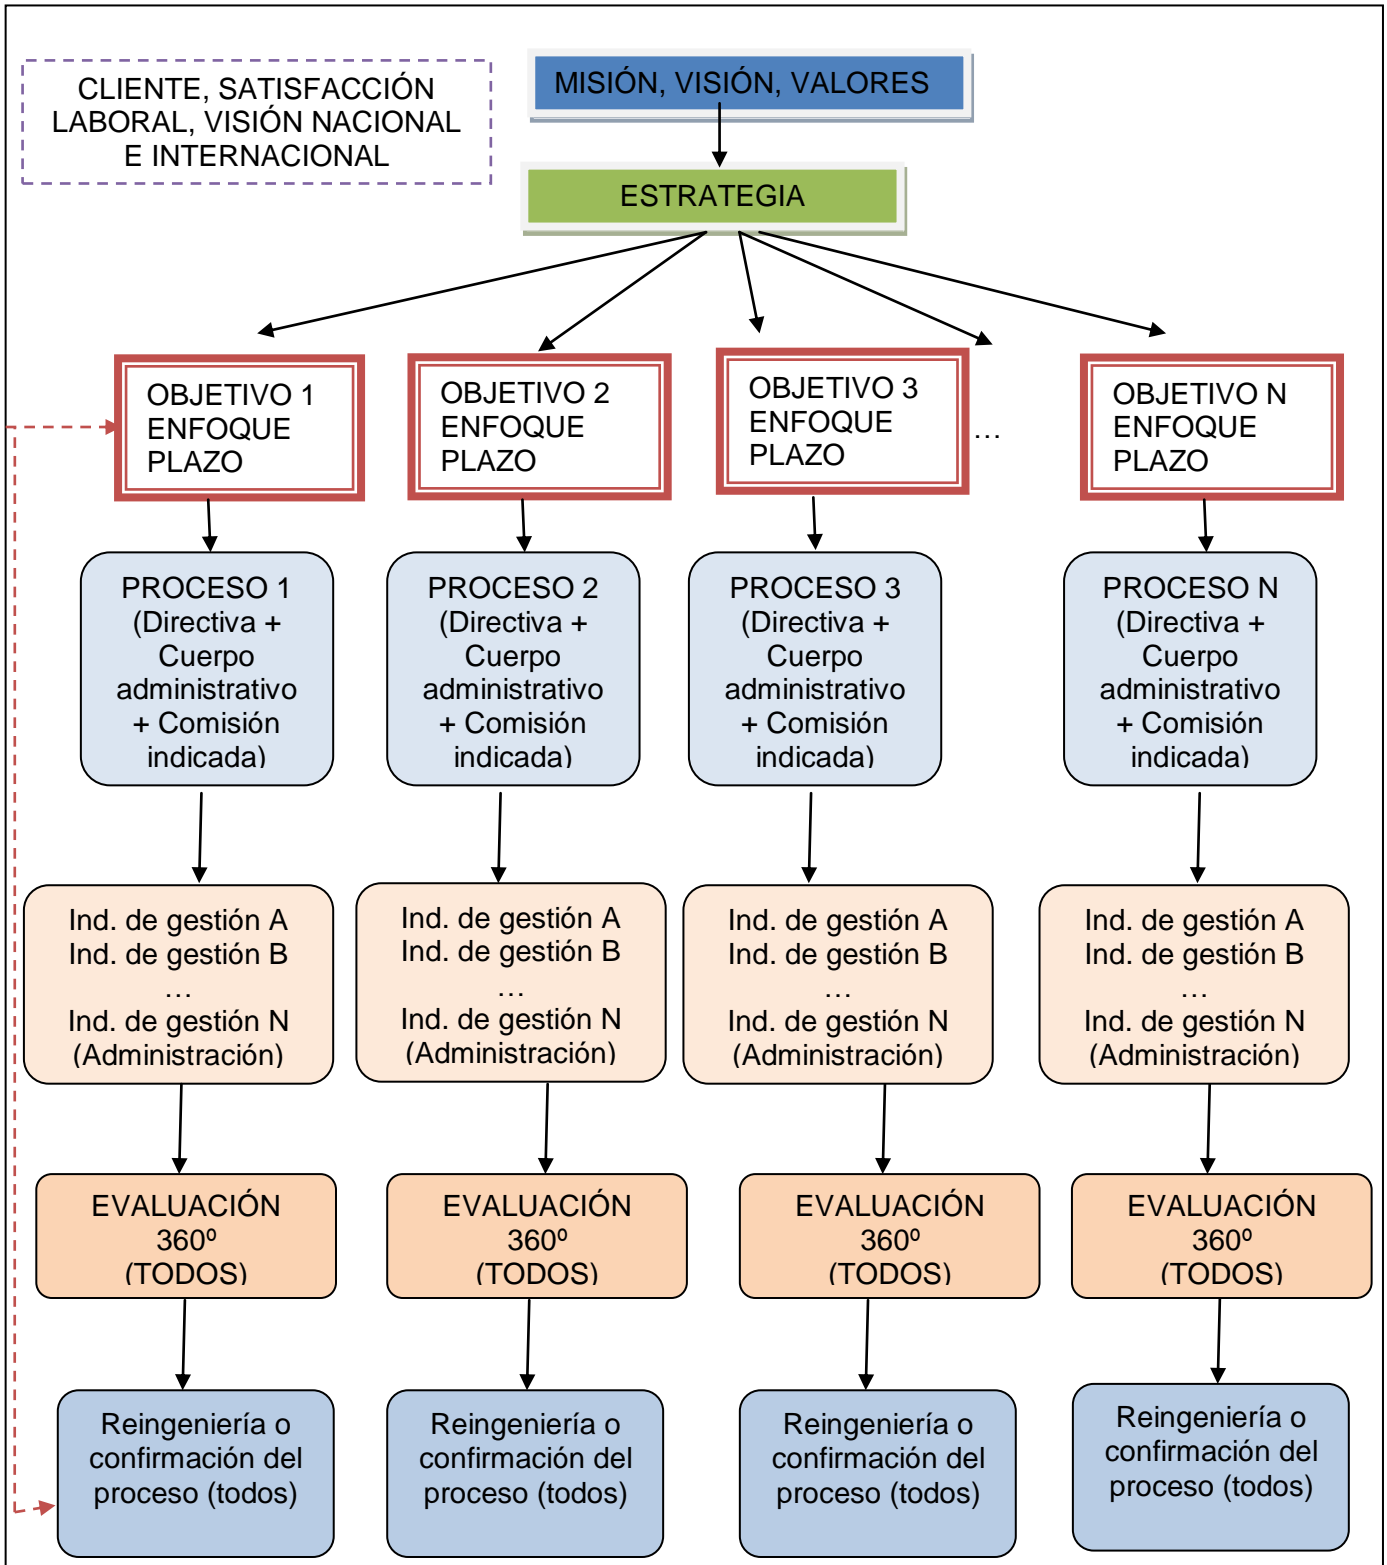 CLIENTE, SATISFACCIÓN
LABORAL, VISIÓN NACIONAL
E INTERNACIONAL
MISIÓN, VISIÓN, VALORES
ESTRATEGIA
OBJETIVO 1
ENFOQUE
PLAZO
OBJETIVO 2
ENFOQUE
PLAZO
OBJETIVO 3
ENFOQUE
PLAZO
…
OBJETIVO N
ENFOQUE
PLAZO
PROCESO 1
(Directiva +
Cuerpo
administrativo
+ Comisión
indicada)
PROCESO 2
(Directiva +
Cuerpo
administrativo
+ Comisión
indicada)
PROCESO 3
(Directiva +
Cuerpo
administrativo
+ Comisión
indicada)
PROCESO N
(Directiva +
Cuerpo
administrativo
+ Comisión
indicada)
Ind. de gestión A
Ind. de gestión B
…
Ind. de gestión N
(Administración)
Ind. de gestión A
Ind. de gestión B
…
Ind. de gestión N
(Administración)
Ind. de gestión A
Ind. de gestión B
…
Ind. de gestión N
(Administración)
Ind. de gestión A
Ind. de gestión B
…
Ind. de gestión N
(Administración)
EVALUACIÓN
360º
(TODOS)
EVALUACIÓN
360º
(TODOS)
EVALUACIÓN
360º
(TODOS)
EVALUACIÓN
360º
(TODOS)
Reingeniería o
confirmación del
proceso (todos)
Reingeniería o
confirmación del
proceso (todos)
Reingeniería o
confirmación del
proceso (todos)
Reingeniería o
confirmación del
proceso (todos)